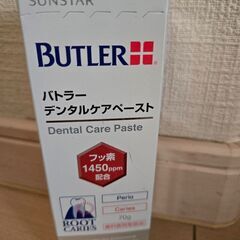 SUNSTAR
BUTLER
バトラー
デンタルケアペースト
Dental Care Paste
フッ素
1450ppm
配合
Perio
Caries
70g
ROOT
CARIES